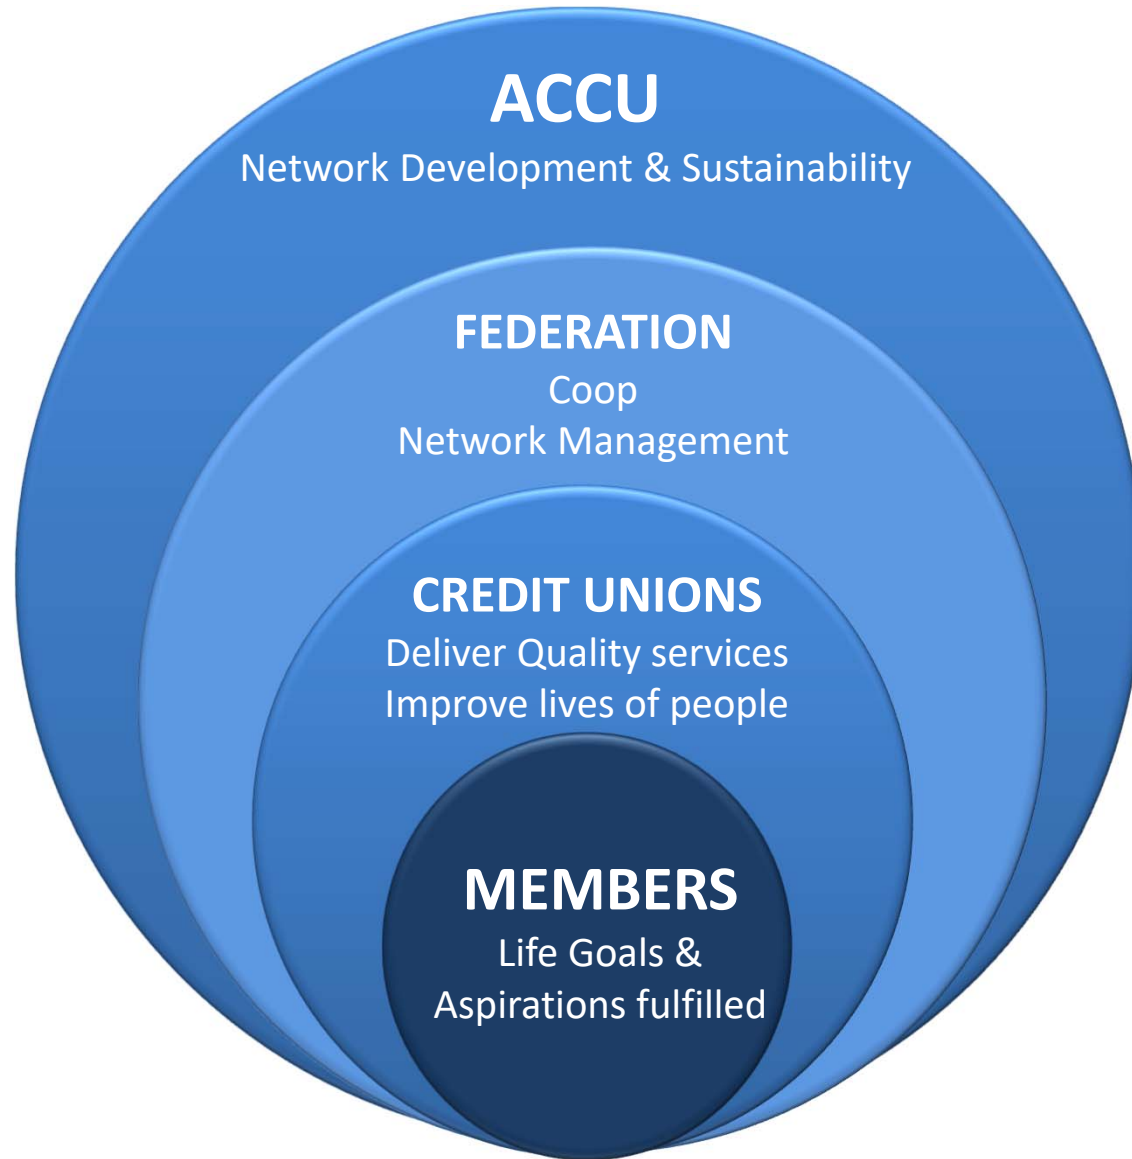 ACCU
Network Development & Sustainability
FEDERATION
Coop
Network Management
CREDIT UNIONS
Deliver Quality services
Improve lives of people
MEMBERS
Life Goals &
Aspirations fulfilled